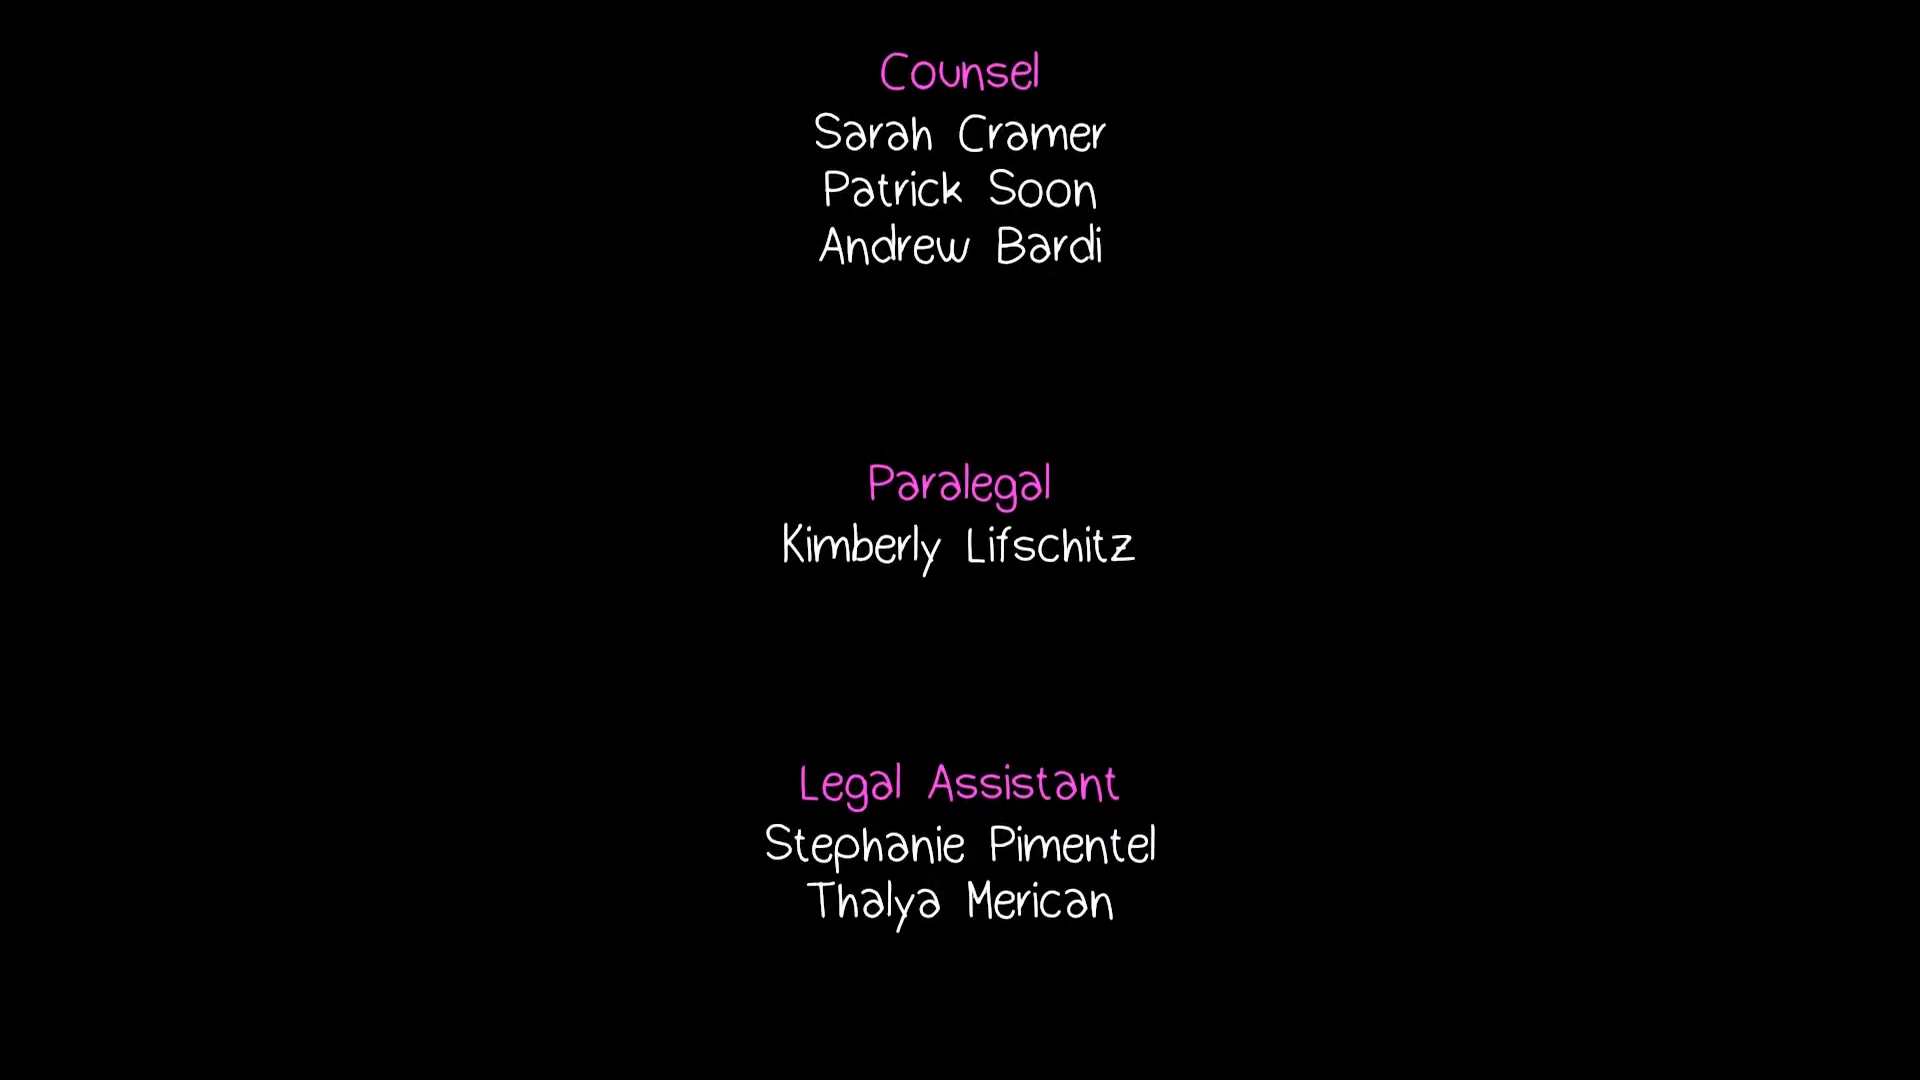 Counsel
Sarah Cramer
Patrick Soon
Andrew Bardi
Paralegal
Kimberly Lifschitz
Legal Assistant
Stephanie Pimentel
Thalya Merican